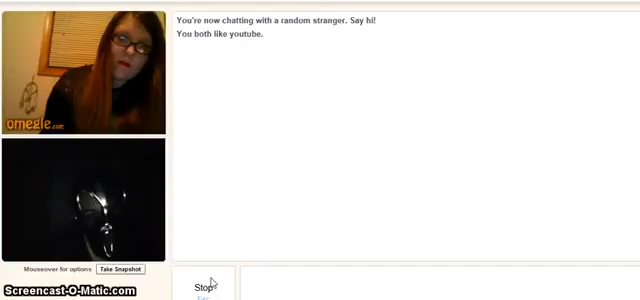 You're now chatting with a random stranger. Say hi!
You both like youtube.
omegle.com
Mouseover for options
Take Snapshot
Screencast-O-Matic.com
Stop
Esc